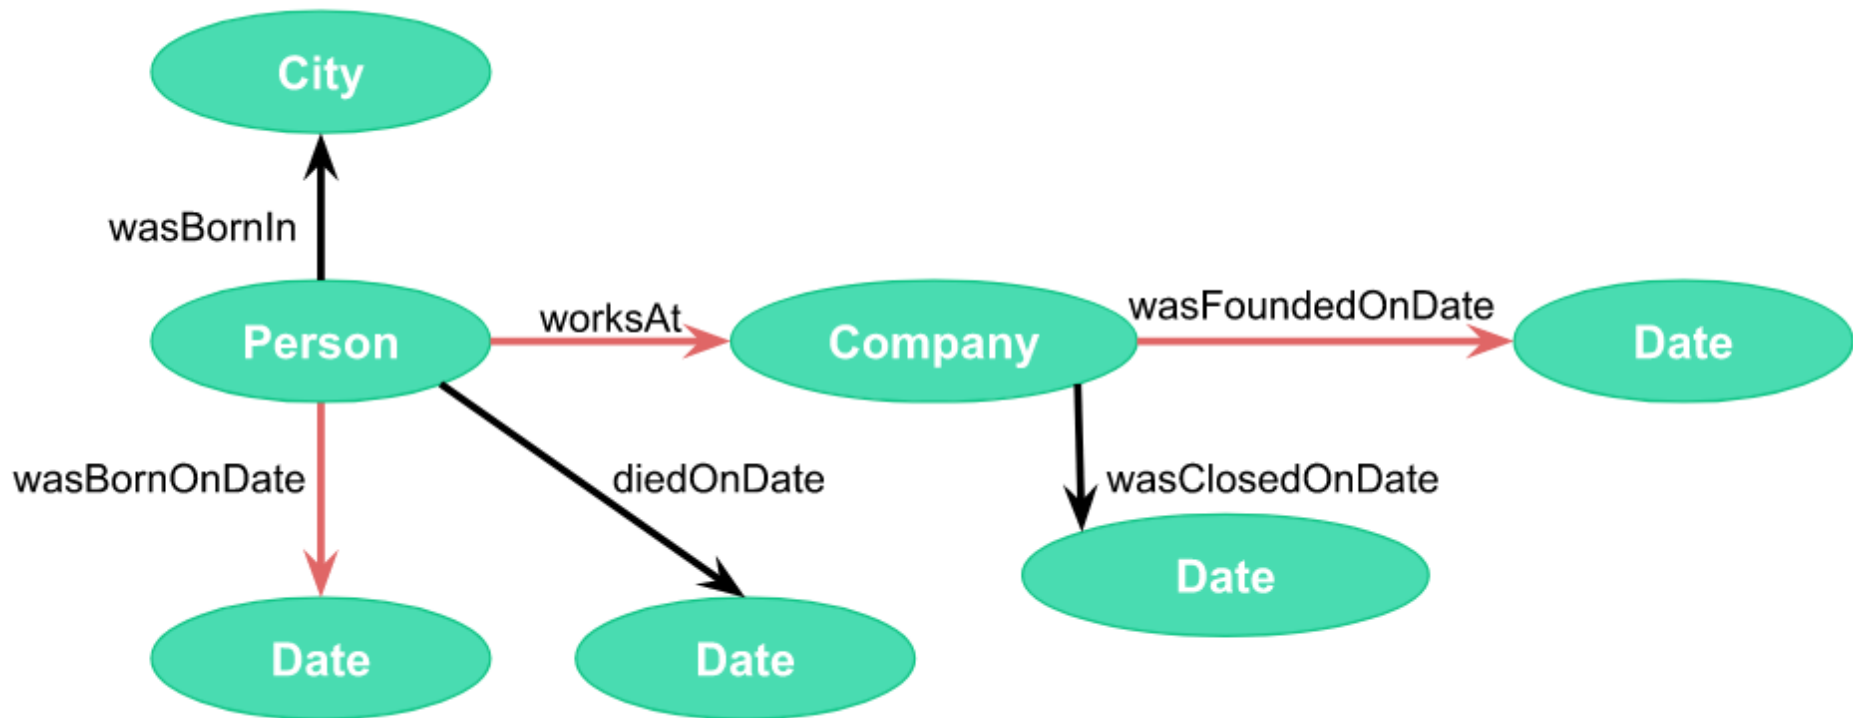 City
wasBornIn
Person
worksAt
Company
wasFoundedOnDate
Date
wasBornOnDate
diedOnDate
wasClosedOnDate
Date
Date
Date